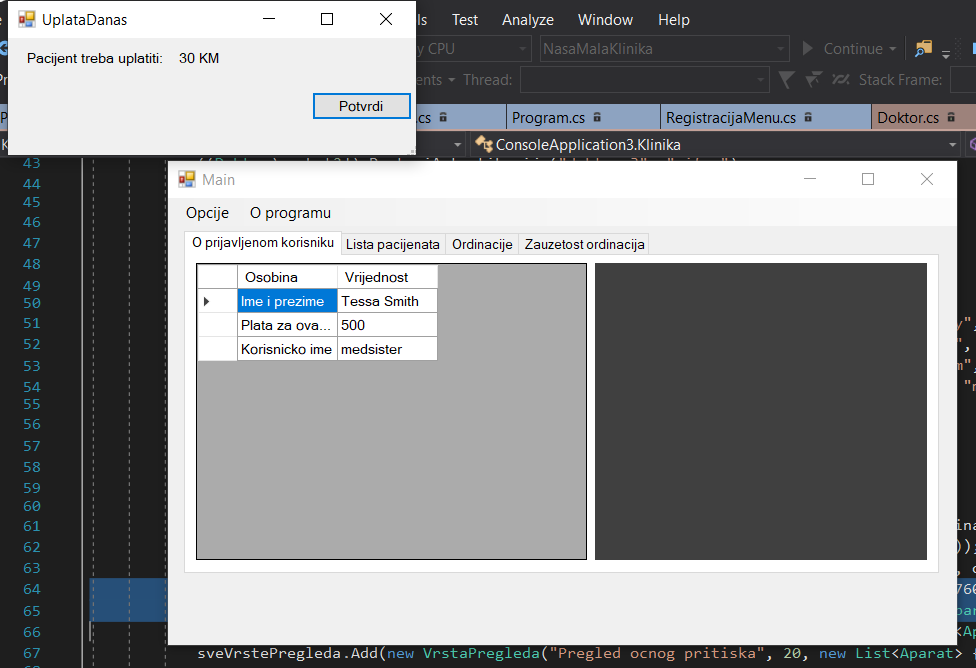 UplataDanas
Pacijent treba uplatiti: 30 KM
Potvrdi
Test Analyze Window Help
CPU NasaMalaKlinika Continue
Thread: Stack Frame:
.cs Program.cs RegistracijaMenu.cs Doktor.cs
ConsoleApplication3.Klinika
Main
Opcije O programu
O prijavljenom korisniku Lista pacijenata Ordinacije Zauzetost ordinacija
Osobina Vrijednost
Ime i prezime Tessa Smith
Plata za ova... 500
Korisnicko ime medsister
43
44
45
46
47
48
49
50
51
52
53
54
55
56
57
58
59
60
61
62
63
64
65
66
67 sveVrstePregleda.Add(new VrstaPregleda("Pregled ocnog pritiska", 20, new List<Aparat>